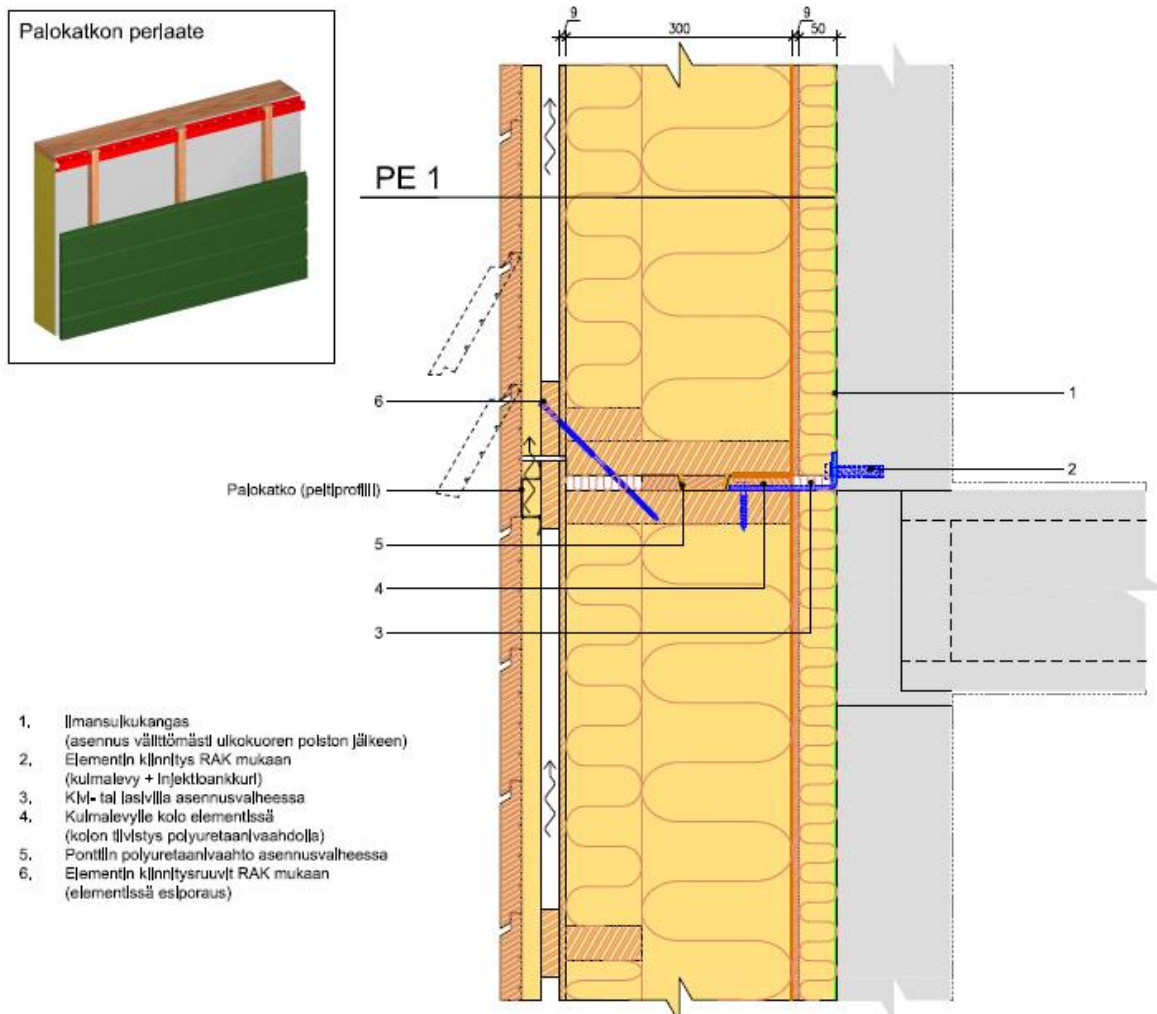 Palokatkon periaate
9
300
9
50
PE 1
6
1
2
Palokatko (peltiprofiili)
5
4
3
1. Ilmansulkukangas
(asennus välittömästi ulkokuoren poiston jälkeen)
2. Elementin kiinnitys RAK mukaan
(kulmalevy + injektioankkuri)
3. Kivi- tai lasivilla asennusvaiheessa
4. Kulmalevylle kolo elementissä
(kolon tiivistys polyuretaanivaahdolla)
5. Ponttiin polyuretaanivaahto asennusvaiheessa
6. Elementin kiinnitysruuvit RAK mukaan
(elementissä esiporaus)